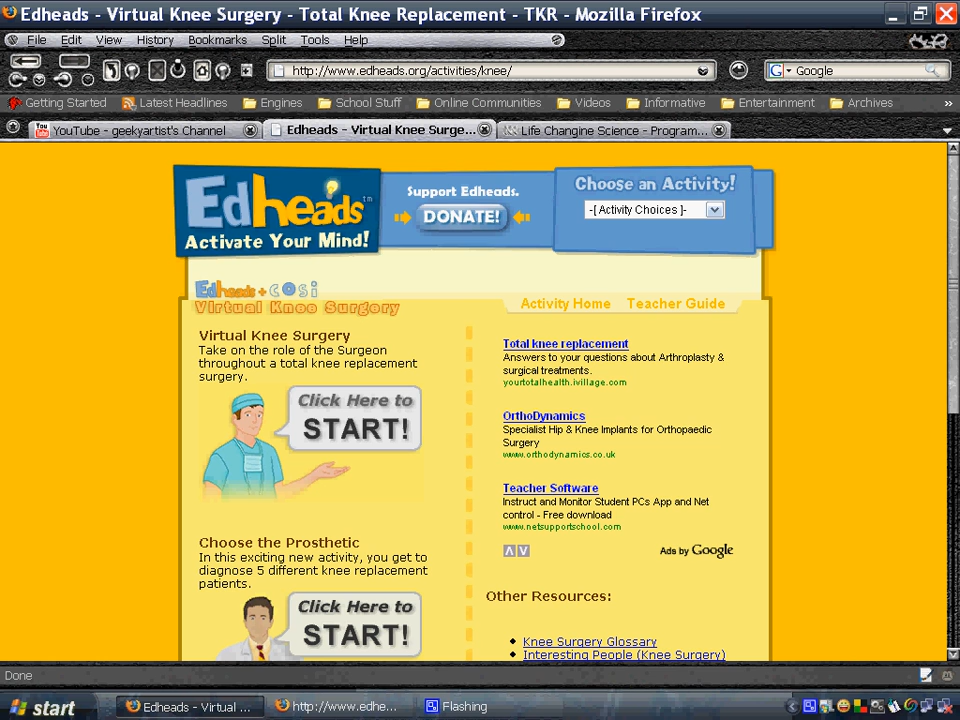 Edheads - Virtual Knee Surgery - Total Knee Replacement - TKR - Mozilla Firefox
File Edit View History Bookmarks Split Tools Help
http://www.edheads.org/activities/knee/
G Google
Getting Started Latest Headlines Engines School Stuff Online Communities Videos Informative Entertainment Archives »
You Tube YouTube - geekyartist's Channel Edheads - Virtual Knee Surge... Life Changine Science - Program...
Edheads™
Activate Your Mind!
Support Edheads.
DONATE!
Choose an Activity!
-[ Activity Choices ]-
Edheads + COSI
Virtual Knee Surgery
Activity Home Teacher Guide
Virtual Knee Surgery
Take on the role of the Surgeon
throughout a total knee replacement
surgery.
Click Here to
START!
Choose the Prosthetic
In this exciting new activity, you get to
diagnose 5 different knee replacement
patients.
Click Here to
START!
Total knee replacement
Answers to your questions about Arthroplasty &
surgical treatments.
yourtotalhealth.ivillage.com
OrthoDynamics
Specialist Hip & Knee Implants for Orthopaedic
Surgery
www.orthodynamics.co.uk
Teacher Software
Instruct and Monitor Student PCs App and Net
control - Free download
www.netsupportschool.com
Ads by Google
Other Resources:
Knee Surgery Glossary
Interesting People (Knee Surgery)
Done
start Edheads - Virtual ... http://www.edhe... Flashing